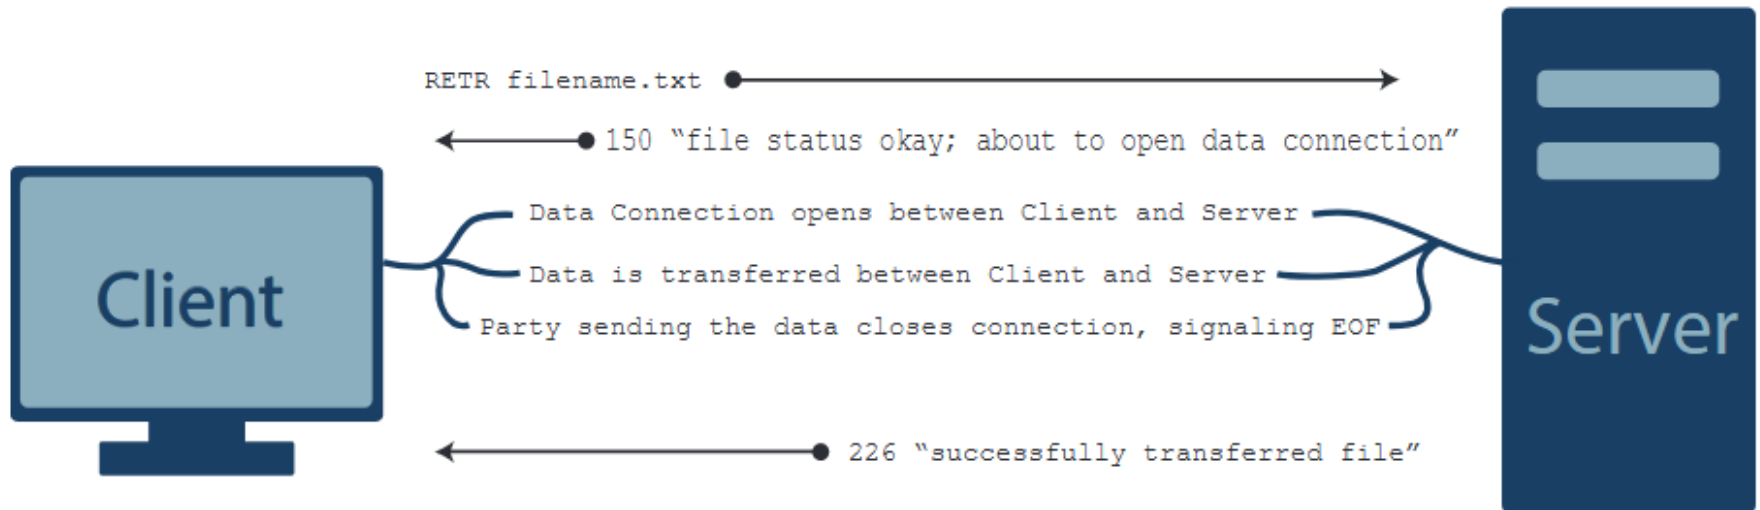 RETR filename.txt
150 “file status okay; about to open data connection”
Data Connection opens between Client and Server
Data is transferred between Client and Server
Party sending the data closes connection, signaling EOF
Client
Server
226 “successfully transferred file”